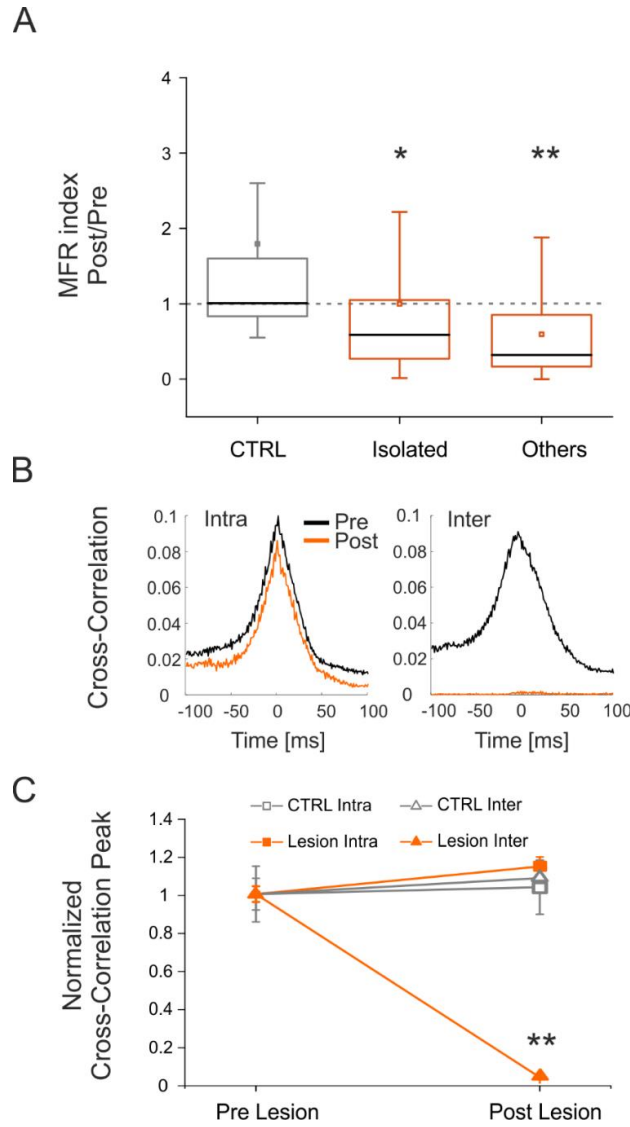 A
MFR index
Post/Pre
4
3
2
1
0
*
**
CTRL
Isolated
Others
B
Cross-Correlation
0.1
0.08
0.06
0.04
0.02
0
Intra
Pre
Post
-100
-50
0
50
100
Time [ms]
0.1
0.08
0.06
0.04
0.02
0
Inter
-100
-50
0
50
100
Time [ms]
C
Normalized
Cross-Correlation Peak
CTRL Intra
CTRL Inter
Lesion Intra
Lesion Inter
1.4
1.2
1.0
0.8
0.6
0.4
0.2
0
**
Pre Lesion
Post Lesion